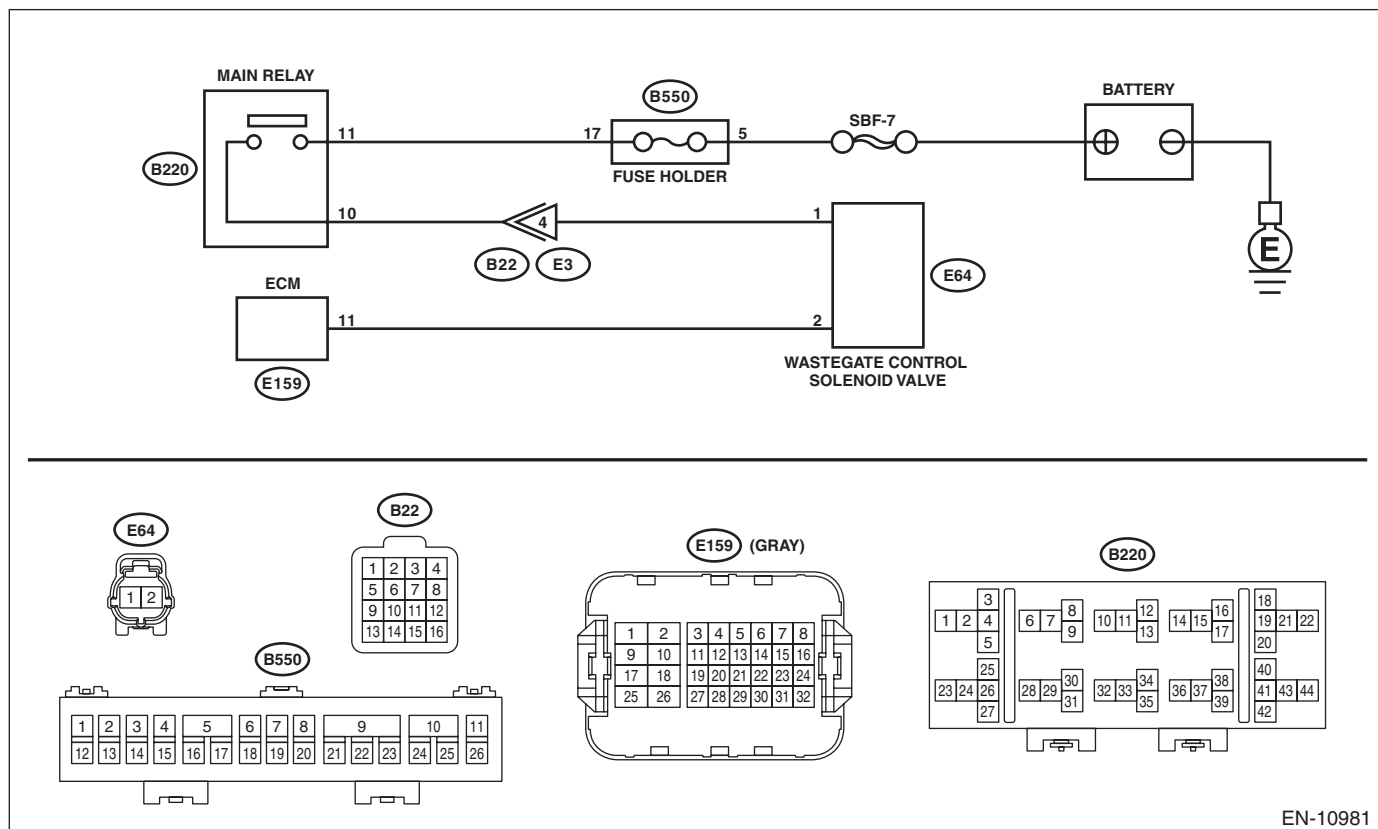 MAIN RELAY
B550
BATTERY
SBF-7
11
17
5
FUSE HOLDER
B220
10
4
1
B22
E3
E64
E
ECM
11
2
E159
WASTEGATE CONTROL
SOLENOID VALVE
E64
1 2
B22
1 2 3 4
5 6 7 8
9 10 11 12
13 14 15 16
B550
1 2 3 4 5 6 7 8 9 10 11
12 13 14 15 16 17 18 19 20 21 22 23 24 25 26
E159 (GRAY)
1 2 3 4 5 6 7 8
9 10 11 12 13 14 15 16
17 18 19 20 21 22 23 24
25 26 27 28 29 30 31 32
B220
3 8 12 16 18
1 2 4 6 7 10 11 14 15 19 21 22
5 9 13 17 20
25 30 34 38 40
23 24 26 28 29 32 33 36 37 41 43 44
27 31 35 39 42
EN-10981